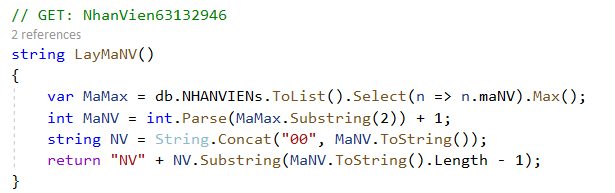 // GET: NhanVien63132946
2 references
string LayMaNV()
{
var MaMax = db.NHANVIENs.ToList().Select(n => n.maNV).Max();
int MaNV = int.Parse(MaMax.Substring(2)) + 1;
string NV = String.Concat("00", MaNV.ToString());
return "NV" + NV.Substring(MaNV.ToString().Length - 1);
}